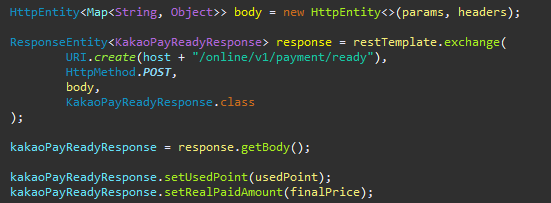 HttpEntity<Map<String, Object>> body = new HttpEntity<>(params, headers);
ResponseEntity<KakaoPayReadyResponse> response = restTemplate.exchange(
URI.create(host + "/online/v1/payment/ready"),
HttpMethod.POST,
body,
KakaoPayReadyResponse.class
);
kakaoPayReadyResponse = response.getBody();
kakaoPayReadyResponse.setUsedPoint(usedPoint);
kakaoPayReadyResponse.setRealPaidAmount(finalPrice);